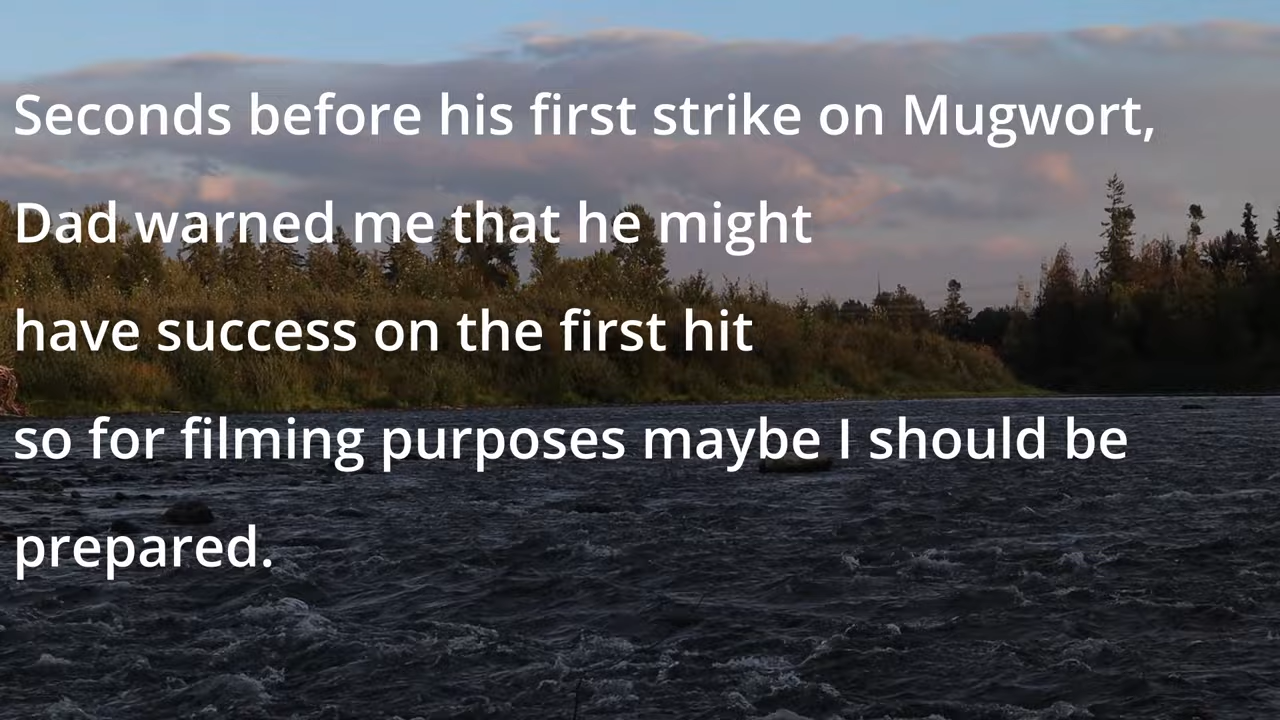 Seconds before his first strike on Mugwort,
Dad warned me that he might
have success on the first hit
so for filming purposes maybe I should be
prepared.